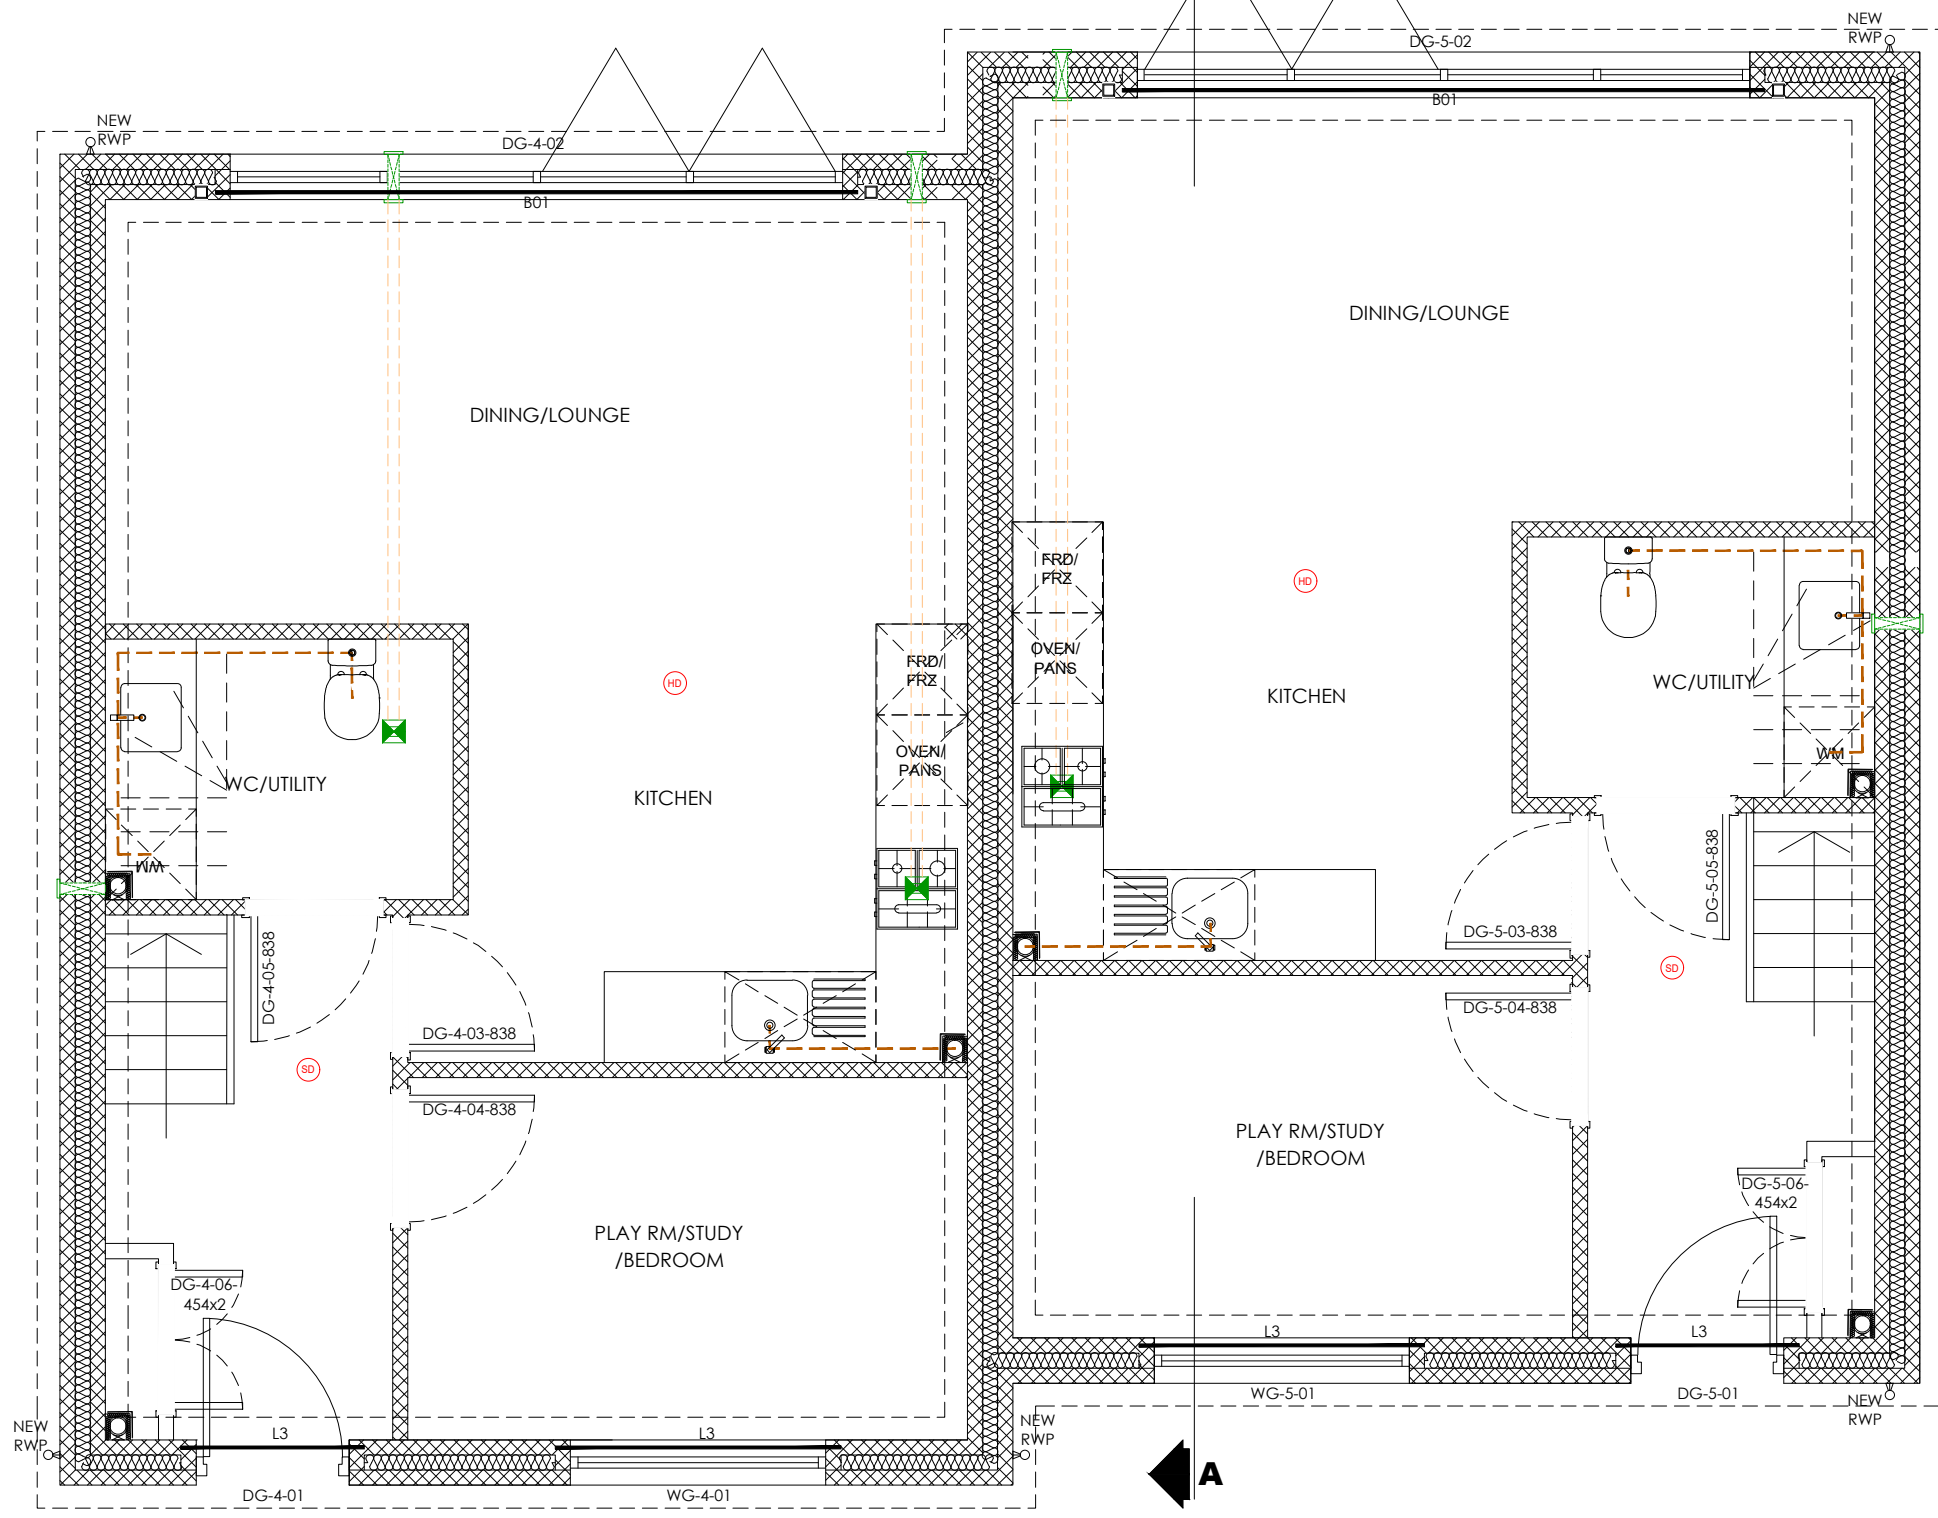 NEW
RWP
DG-5-02
B01
NEW
RWP
DG-4-02
B01
DINING/LOUNGE
DINING/LOUNGE
FRD/
FRZ
HD
OVEN/
PANS
KITCHEN
WC/UTILITY
WM
FRD/
FRZ
HD
OVEN/
PANS
KITCHEN
WC/UTILITY
WM
DG-5-05-838
DG-5-03-838
SD
DG-5-04-838
DG-4-05-838
DG-4-03-838
SD
DG-4-04-838
PLAY RM/STUDY
/BEDROOM
DG-5-06-
454x2
PLAY RM/STUDY
/BEDROOM
DG-4-06-
454x2
L3
L3
WG-5-01
DG-5-01
NEW
RWP
NEW
RWP
L3
L3
NEW
RWP
A
DG-4-01
WG-4-01